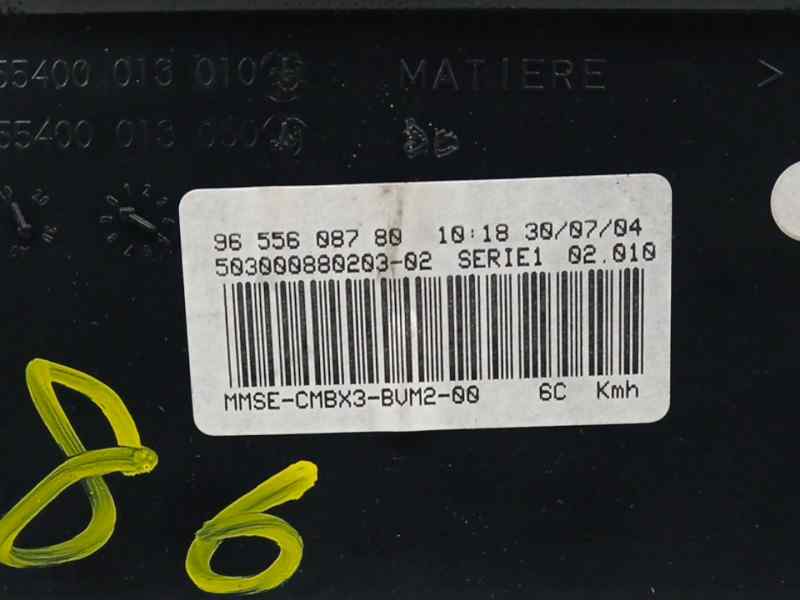 55400 013 010 MATIERE >
55400 013 030
96 556 087 80 10:18 30/07/04
503000880203-02 SERIE1 02.010
MMSE-CMBX3-BVM2-00 6C Kmh
86